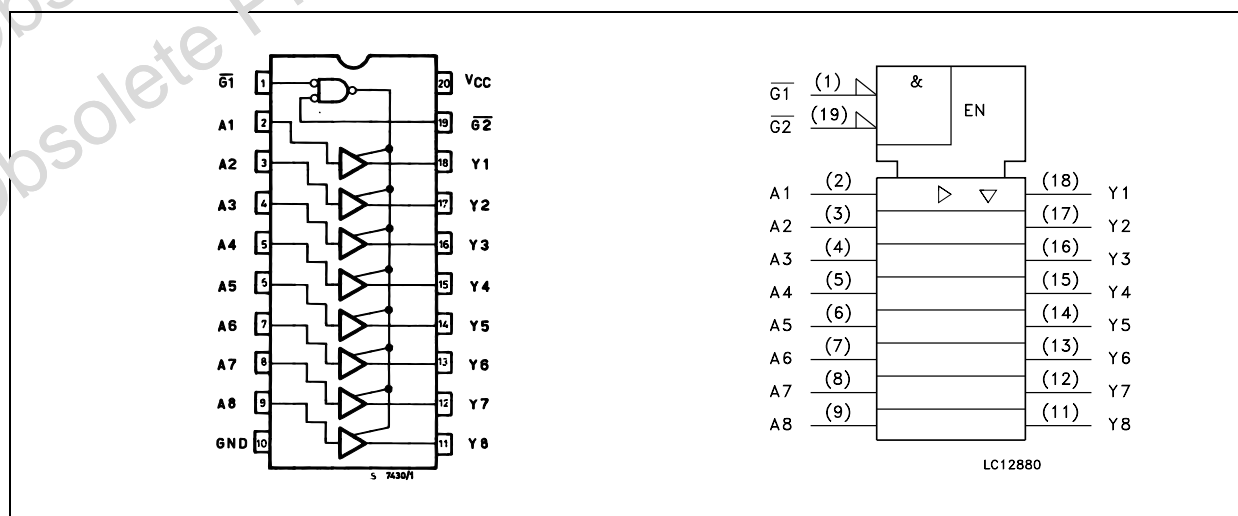 Obsolete
G1 1 20 VCC
A1 2 19 G2
A2 3 18 Y1
A3 4 17 Y2
A4 5 16 Y3
A5 6 15 Y4
A6 7 14 Y5
A7 8 13 Y6
A8 9 12 Y7
GND 10 11 Y8
S 7430/1
G1 (1) & EN
G2 (19)
A1 (2) (18) Y1
A2 (3) (17) Y2
A3 (4) (16) Y3
A4 (5) (15) Y4
A5 (6) (14) Y5
A6 (7) (13) Y6
A7 (8) (12) Y7
A8 (9) (11) Y8
LC12880